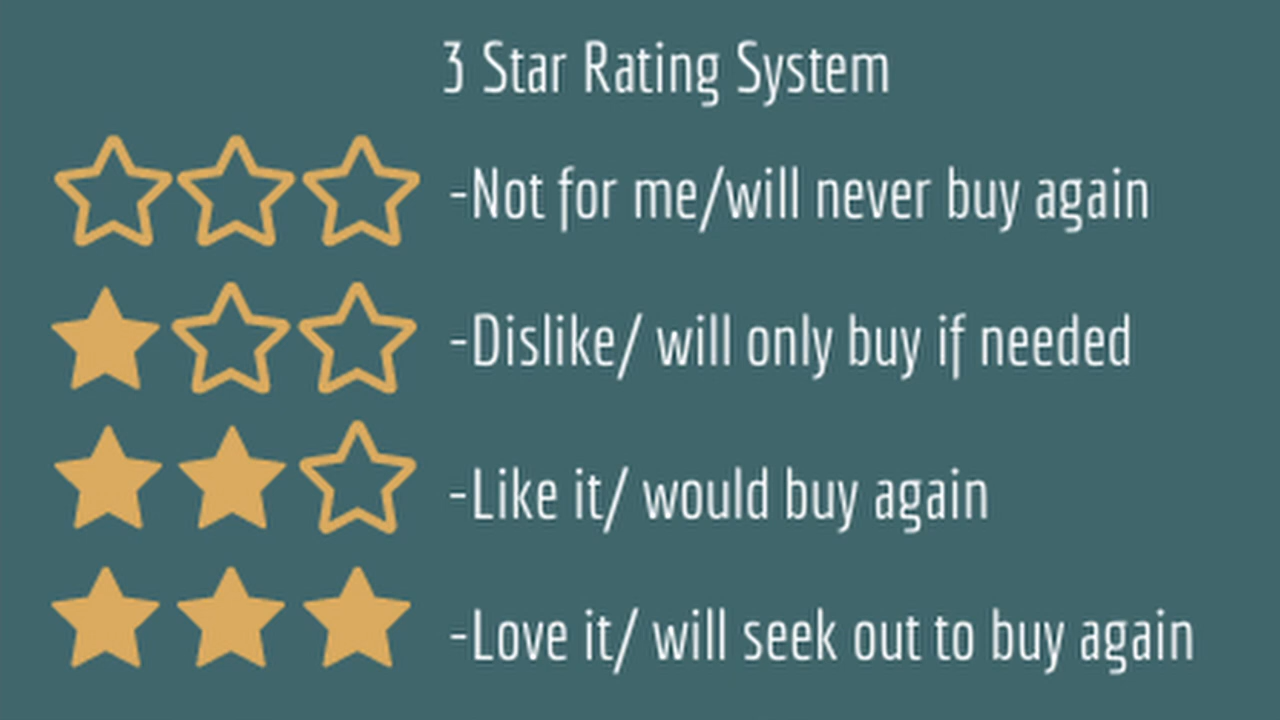 3 Star Rating System
-Not for me/will never buy again
-Dislike/ will only buy if needed
-Like it/ would buy again
-Love it/ will seek out to buy again